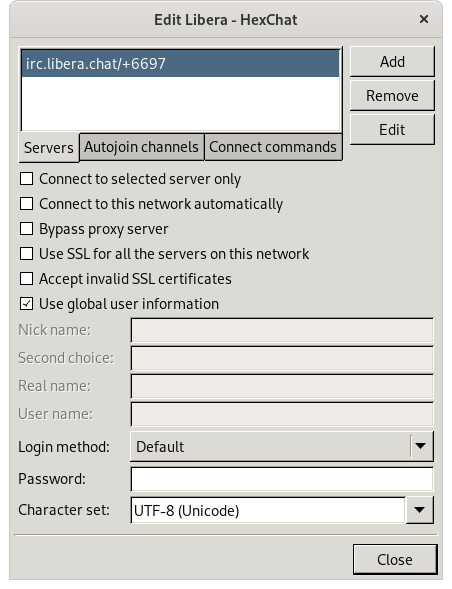 Edit Libera - HexChat
×
irc.libera.chat/+6697
Add
Remove
Edit
Servers Autojoin channels Connect commands
Connect to selected server only
Connect to this network automatically
Bypass proxy server
Use SSL for all the servers on this network
Accept invalid SSL certificates
Use global user information
Nick name:
Second choice:
Real name:
User name:
Login method: Default
Password:
Character set: UTF-8 (Unicode)
Close